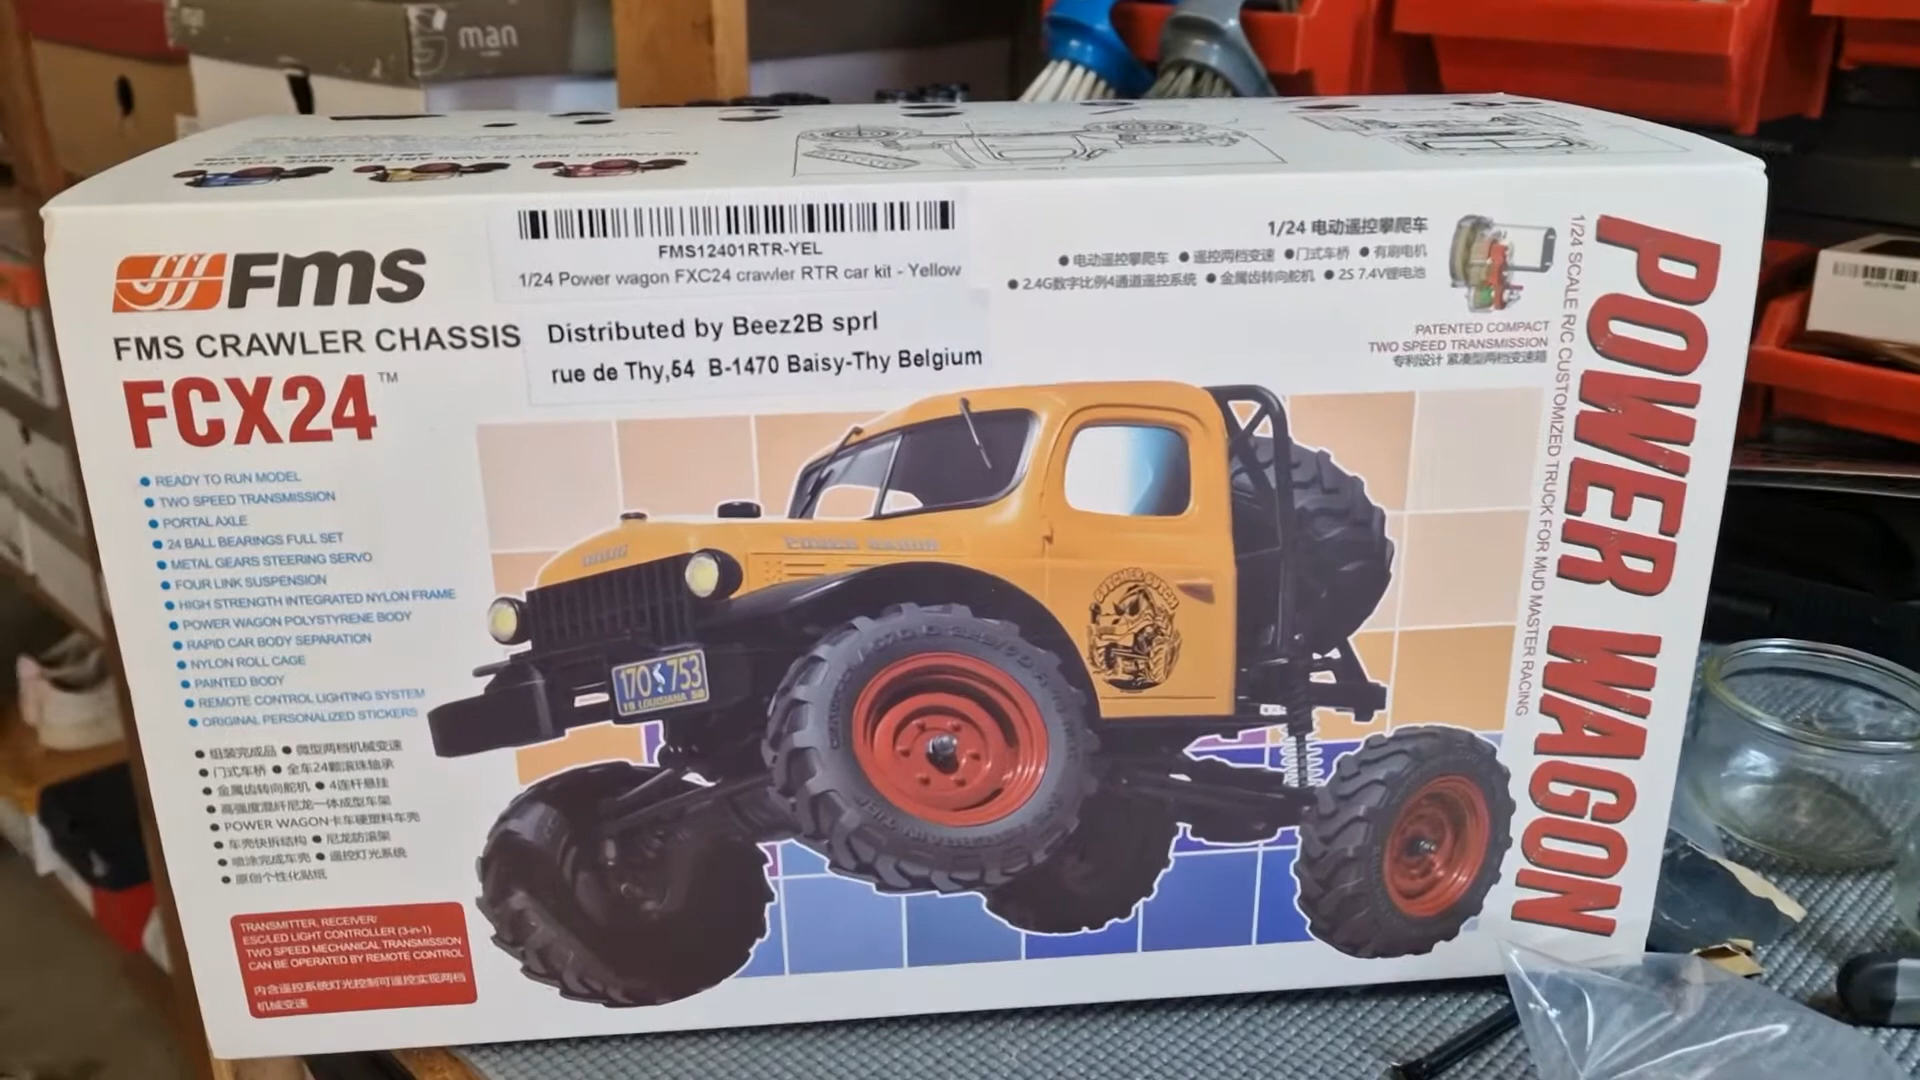 man
THE PAINTED BODY IS AVAILABLE IN THREE
FMS
FMS CRAWLER CHASSIS
FCX24™
FMS12401RTR-YEL
1/24 Power wagon FXC24 crawler RTR car kit - Yellow
Distributed by Beez2B sprl
rue de Thy,54 B-1470 Baisy-Thy Belgium
1/24 电动遥控攀爬车
● 电动遥控攀爬车 ● 遥控两档变速 ● 门式车桥 ● 有刷电机
● 2.4G数字比例4通道遥控系统 ● 金属齿转向舵机 ● 2S 7.4V锂电池
PATENTED COMPACT
TWO SPEED TRANSMISSION
专利设计 紧凑型两档变速箱
POWER WAGON
1/24 SCALE R/C CUSTOMIZED TRUCK FOR MUD MASTER RACING
● READY TO RUN MODEL
● TWO SPEED TRANSMISSION
● PORTAL AXLE
● 24 BALL BEARINGS FULL SET
● METAL GEARS STEERING SERVO
● FOUR LINK SUSPENSION
● HIGH STRENGTH INTEGRATED NYLON FRAME
● POWER WAGON POLYSTYRENE BODY
● RAPID CAR BODY SEPARATION
● NYLON ROLL CAGE
● PAINTED BODY
● REMOTE CONTROL LIGHTING SYSTEM
● ORIGINAL PERSONALIZED STICKERS
● 组装完成品 ● 微型两档机械变速
● 门式车桥 ● 全车24颗滚珠轴承
● 金属齿转向舵机 ● 4连杆悬挂
● 高强度混纤尼龙一体成型车架
● POWER WAGON卡车硬塑料车壳
● 车壳快拆结构 ● 尼龙防滚架
● 喷涂完成车壳 ● 遥控灯光系统
● 原创个性化贴纸
TRANSMITTER, RECEIVER/
ESC/LED LIGHT CONTROLLER (3-in-1)
TWO SPEED MECHANICAL TRANSMISSION
CAN BE OPERATED BY REMOTE CONTROL
内含遥控系统灯光控制可遥控实现两档
机械变速
POWER WAGON
170 753
19 LOUISIANA 58